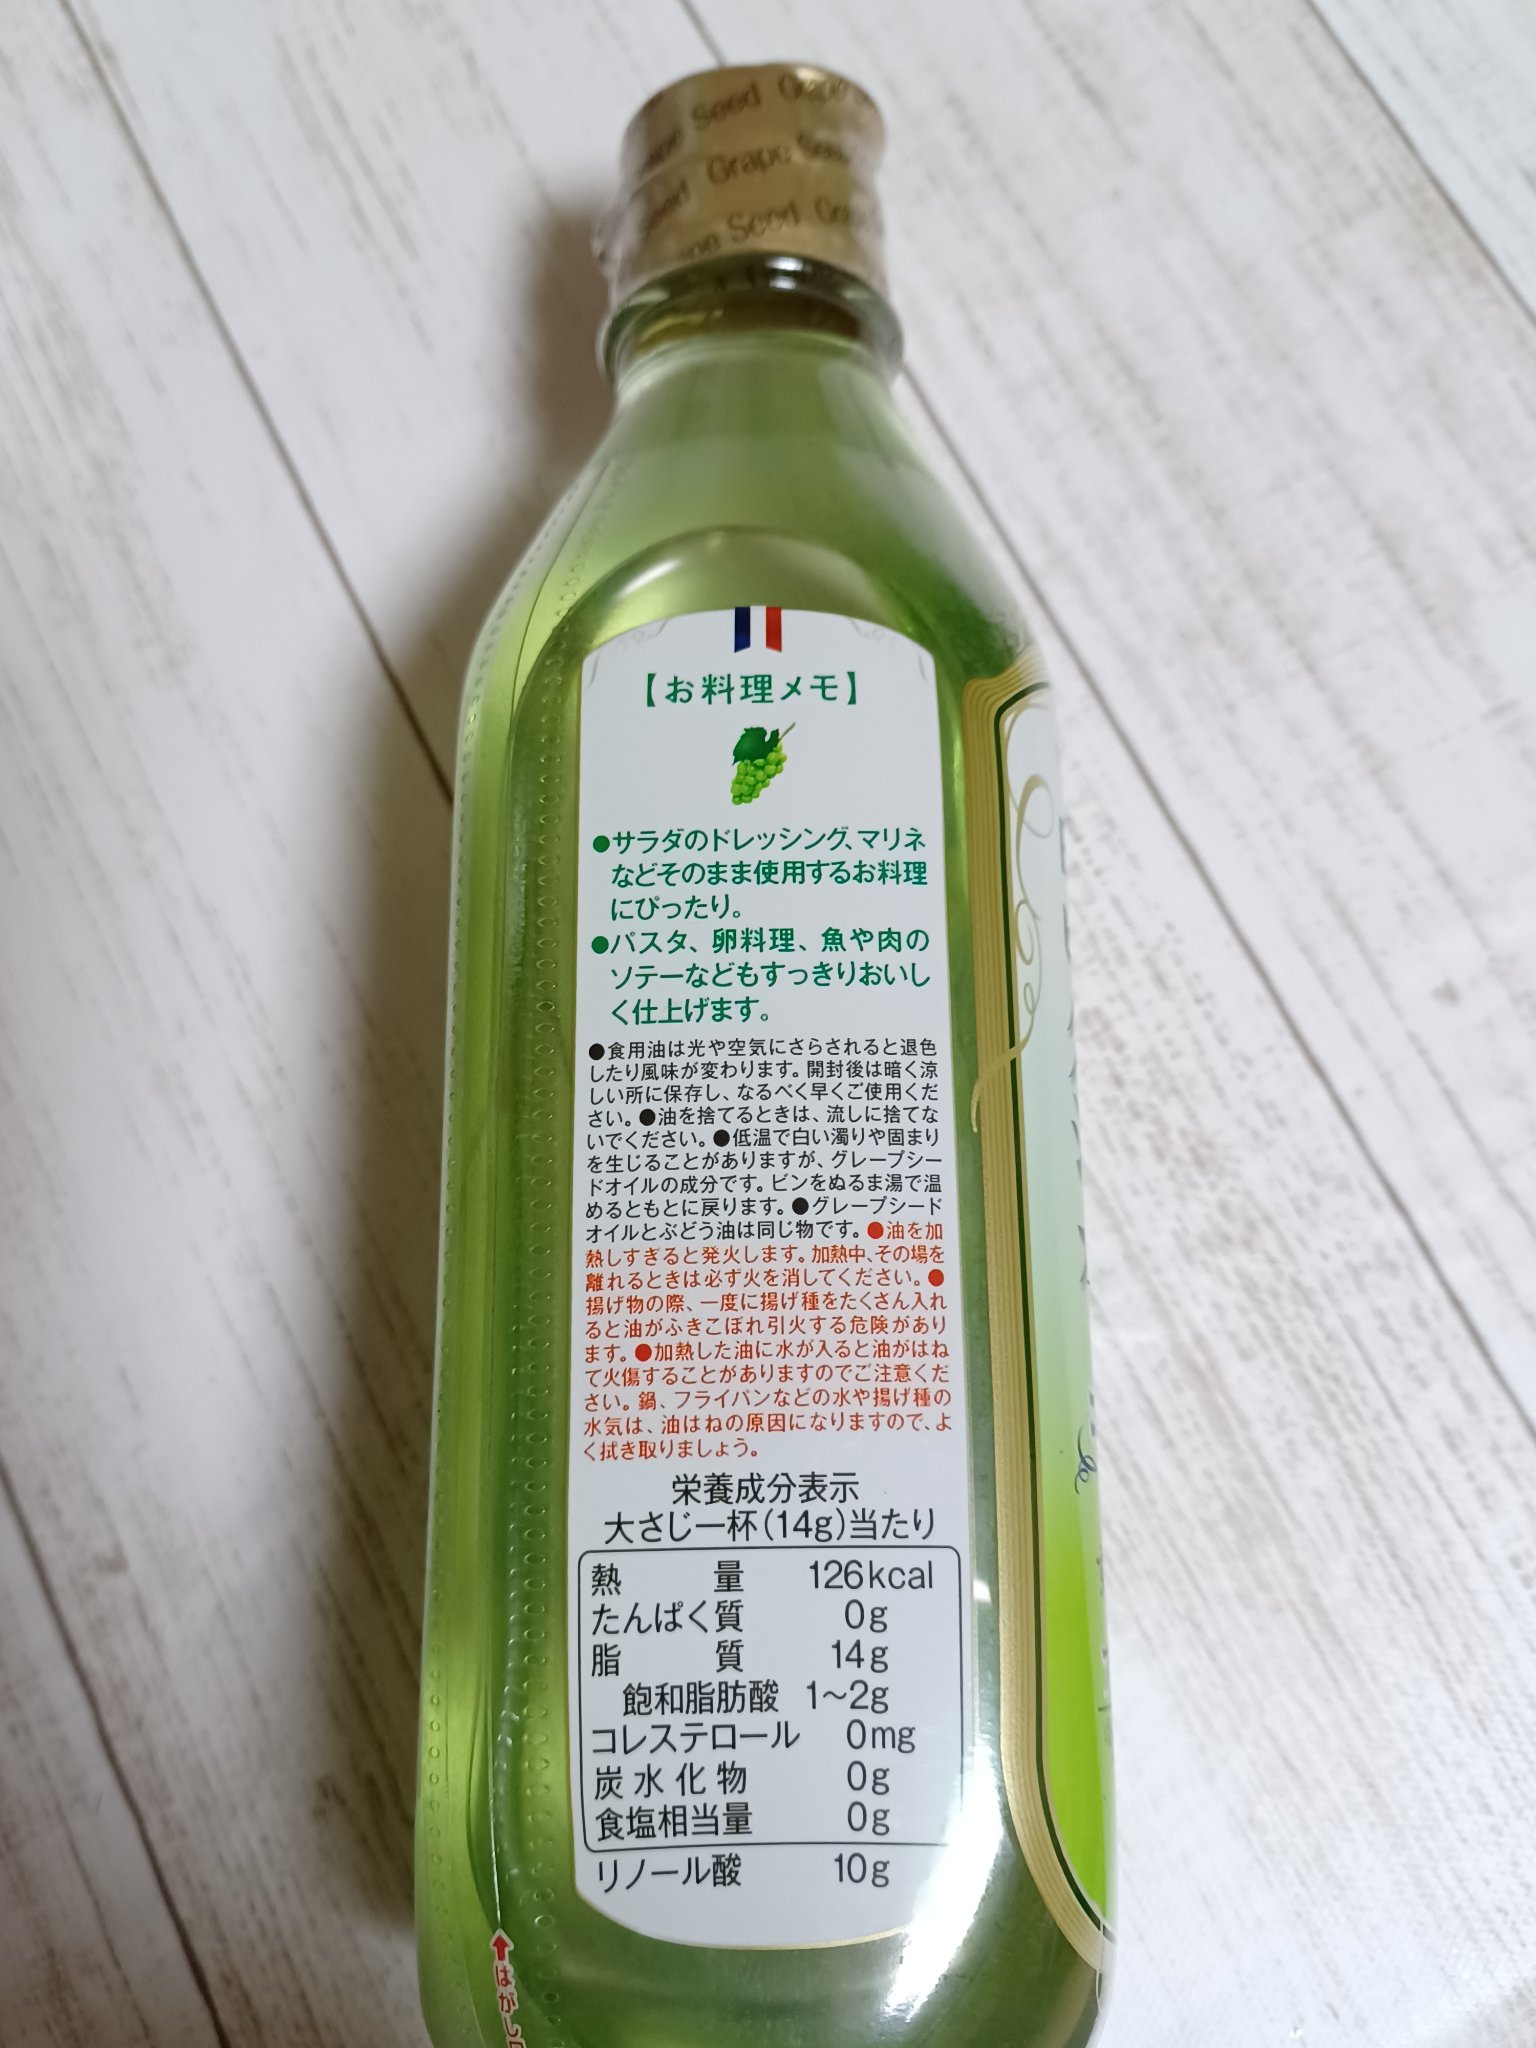 Seed Grape
Grape Seed
Seed
【お料理メモ】
●サラダのドレッシング、マリネ
などそのまま使用するお料理
にぴったり。
●パスタ、卵料理、魚や肉の
ソテーなどもすっきりおいし
く仕上げます。
●食用油は光や空気にさらされると退色
したり風味が変わります。開封後は暗く涼
しい所に保存し、なるべく早くご使用くだ
さい。●油を捨てるときは、流しに捨てな
いでください。●低温で白い濁りや固まり
を生じることがありますが、グレープシー
ドオイルの成分です。ビンをぬるま湯で温
めるともとに戻ります。●グレープシード
オイルとぶどう油は同じ物です。●油を加
熱しすぎると発火します。加熱中、その場を
離れるときは必ず火を消してください。●
揚げ物の際、一度に揚げ種をたくさん入れ
ると油がふきこぼれ引火する危険があり
ます。●加熱した油に水が入ると油がはね
て火傷することがありますのでご注意くだ
さい。鍋、フライパンなどの水や揚げ種の
水気は、油はねの原因になりますので、よ
く拭き取りましょう。
栄養成分表示
大さじ一杯(14g)当たり
熱量 126kcal
たんぱく質 0g
脂質 14g
飽和脂肪酸 1〜2g
コレステロール 0mg
炭水化物 0g
食塩相当量 0g
リノール酸 10g
↑はがし口